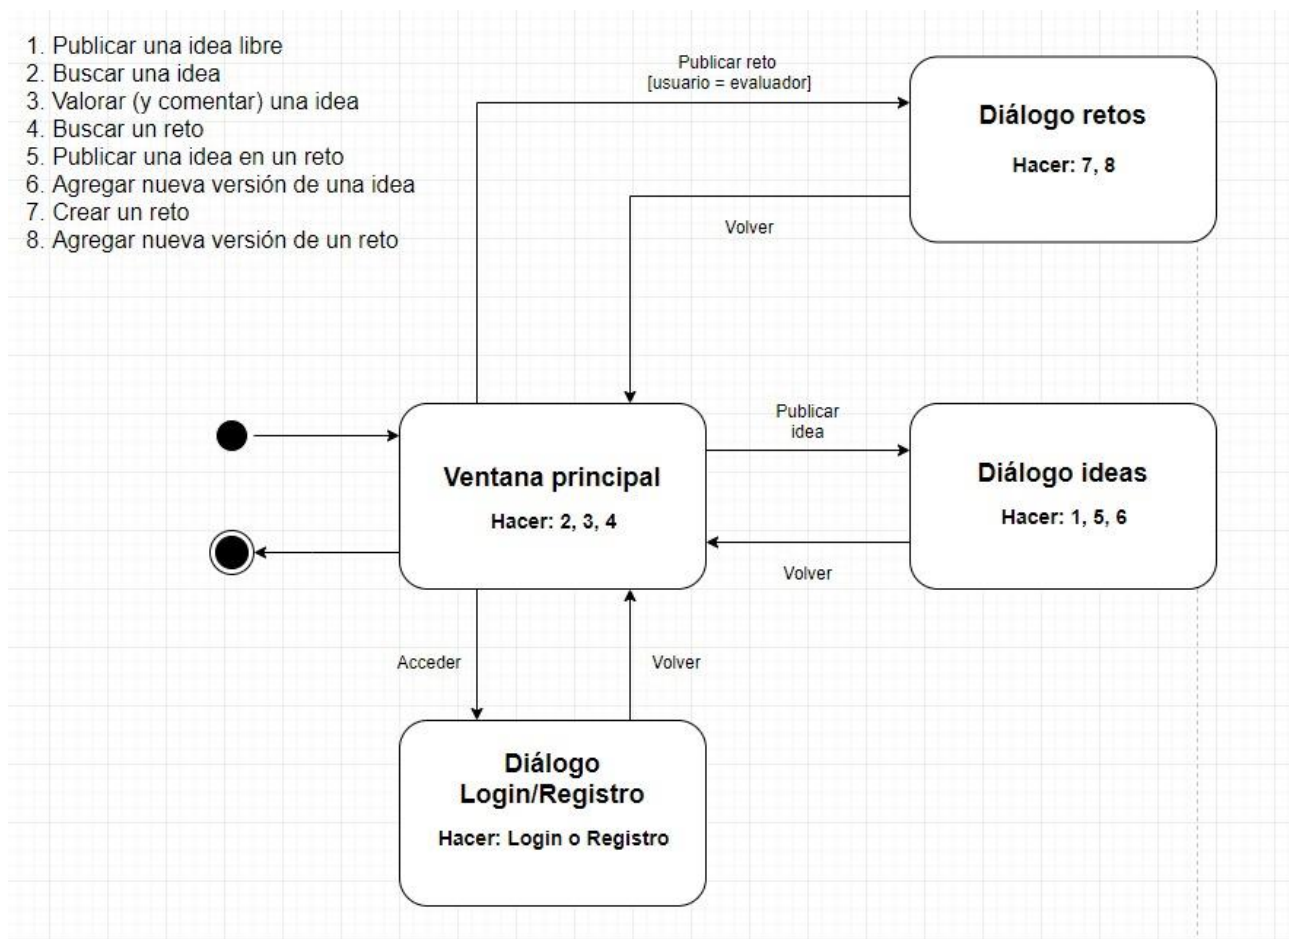 1. Publicar una idea libre
2. Buscar una idea
3. Valorar (y comentar) una idea
4. Buscar un reto
5. Publicar una idea en un reto
6. Agregar nueva versión de una idea
7. Crear un reto
8. Agregar nueva versión de un reto
Publicar reto
[usuario = evaluador]
Diálogo retos
Hacer: 7, 8
Volver
Publicar
idea
Ventana principal
Hacer: 2, 3, 4
Diálogo ideas
Hacer: 1, 5, 6
Volver
Acceder
Volver
Diálogo
Login/Registro
Hacer: Login o Registro